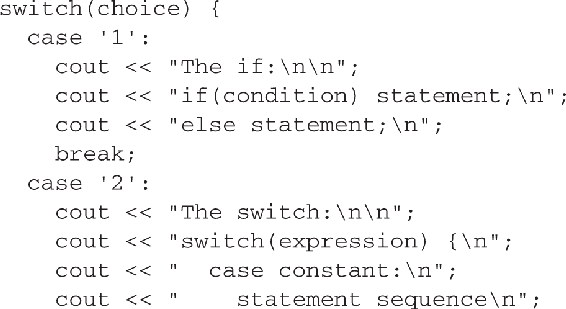 switch(choice) {
  case '1':
    cout << "The if:\n\n";
    cout << "if(condition) statement;\n";
    cout << "else statement;\n";
    break;
  case '2':
    cout << "The switch:\n\n";
    cout << "switch(expression) {\n";
    cout << "  case constant:\n";
    cout << "    statement sequence\n";